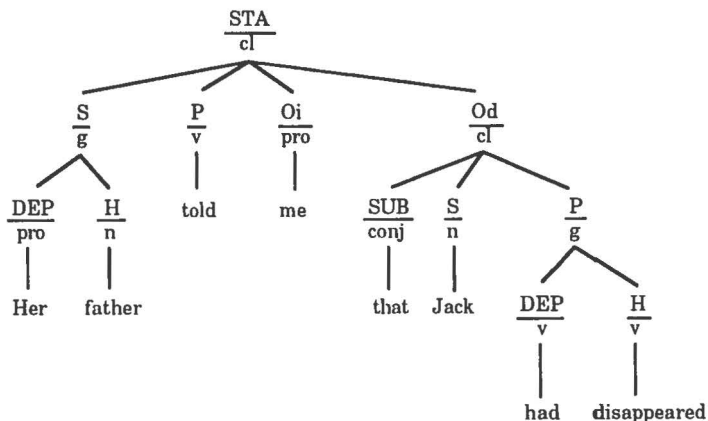 STA
cl
S P Oi Od
g v pro cl
DEP H told me SUB S P
pro n conj n g
Her father that Jack DEP H
v v
had disappeared